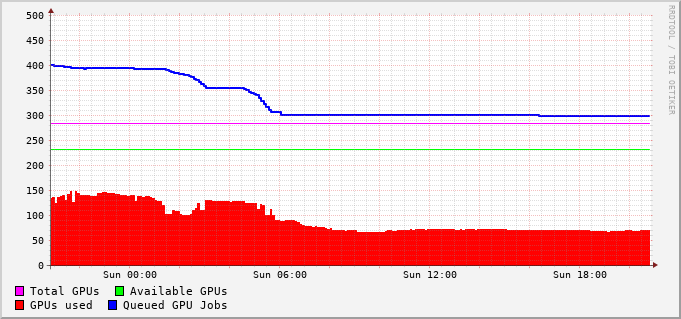 500
450
400
350
300
250
200
150
100
50
0
Sun 00:00 Sun 06:00 Sun 12:00 Sun 18:00
Total GPUs Available GPUs
GPUs used Queued GPU Jobs
RRDTOOL / TOBI OETIKER